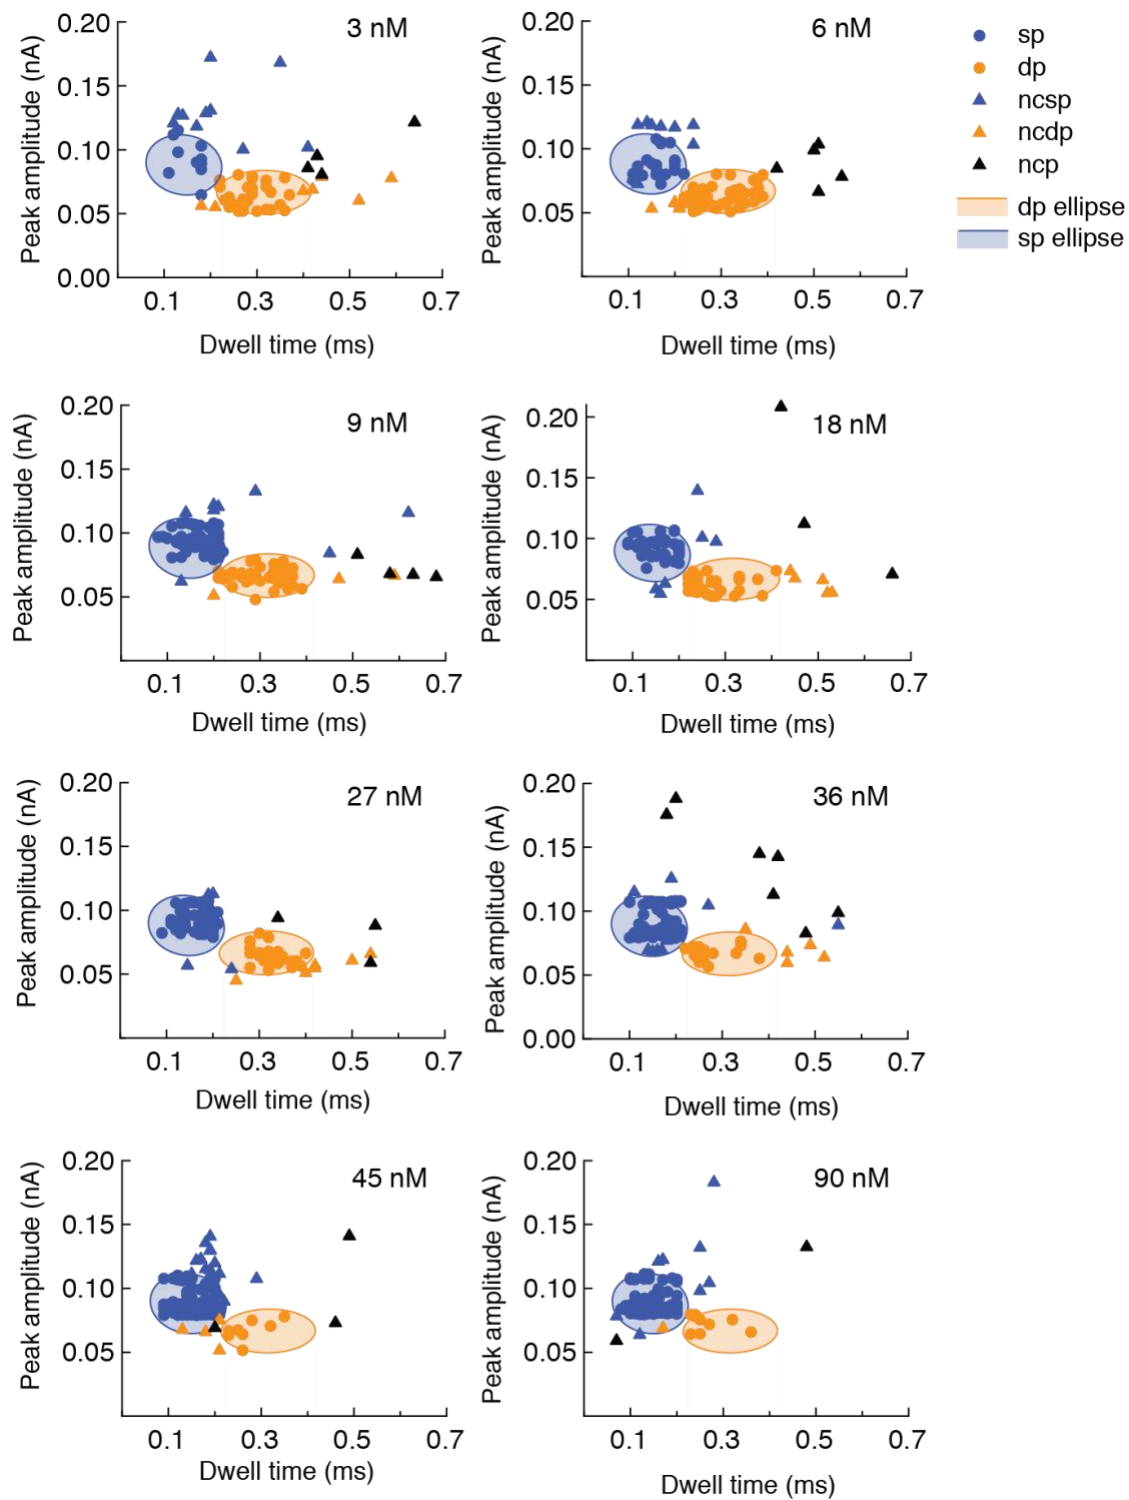 3 nM
Peak amplitude (nA)
0.20
0.15
0.10
0.05
0.00
0.1 0.3 0.5 0.7
Dwell time (ms)
6 nM
Peak amplitude (nA)
0.20
0.15
0.10
0.05
0.1 0.3 0.5 0.7
Dwell time (ms)
sp
dp
ncsp
ncdp
ncp
dp ellipse
sp ellipse
9 nM
Peak amplitude (nA)
0.20
0.15
0.10
0.05
0.1 0.3 0.5 0.7
Dwell time (ms)
18 nM
Peak amplitude (nA)
0.20
0.15
0.10
0.05
0.1 0.3 0.5 0.7
Dwell time (ms)
27 nM
Peak amplitude (nA)
0.20
0.15
0.10
0.05
0.1 0.3 0.5 0.7
Dwell time (ms)
36 nM
Peak amplitude (nA)
0.20
0.15
0.10
0.05
0.00
0.1 0.3 0.5 0.7
Dwell time (ms)
45 nM
Peak amplitude (nA)
0.20
0.15
0.10
0.05
0.1 0.3 0.5 0.7
Dwell time (ms)
90 nM
Peak amplitude (nA)
0.20
0.15
0.10
0.05
0.1 0.3 0.5 0.7
Dwell time (ms)